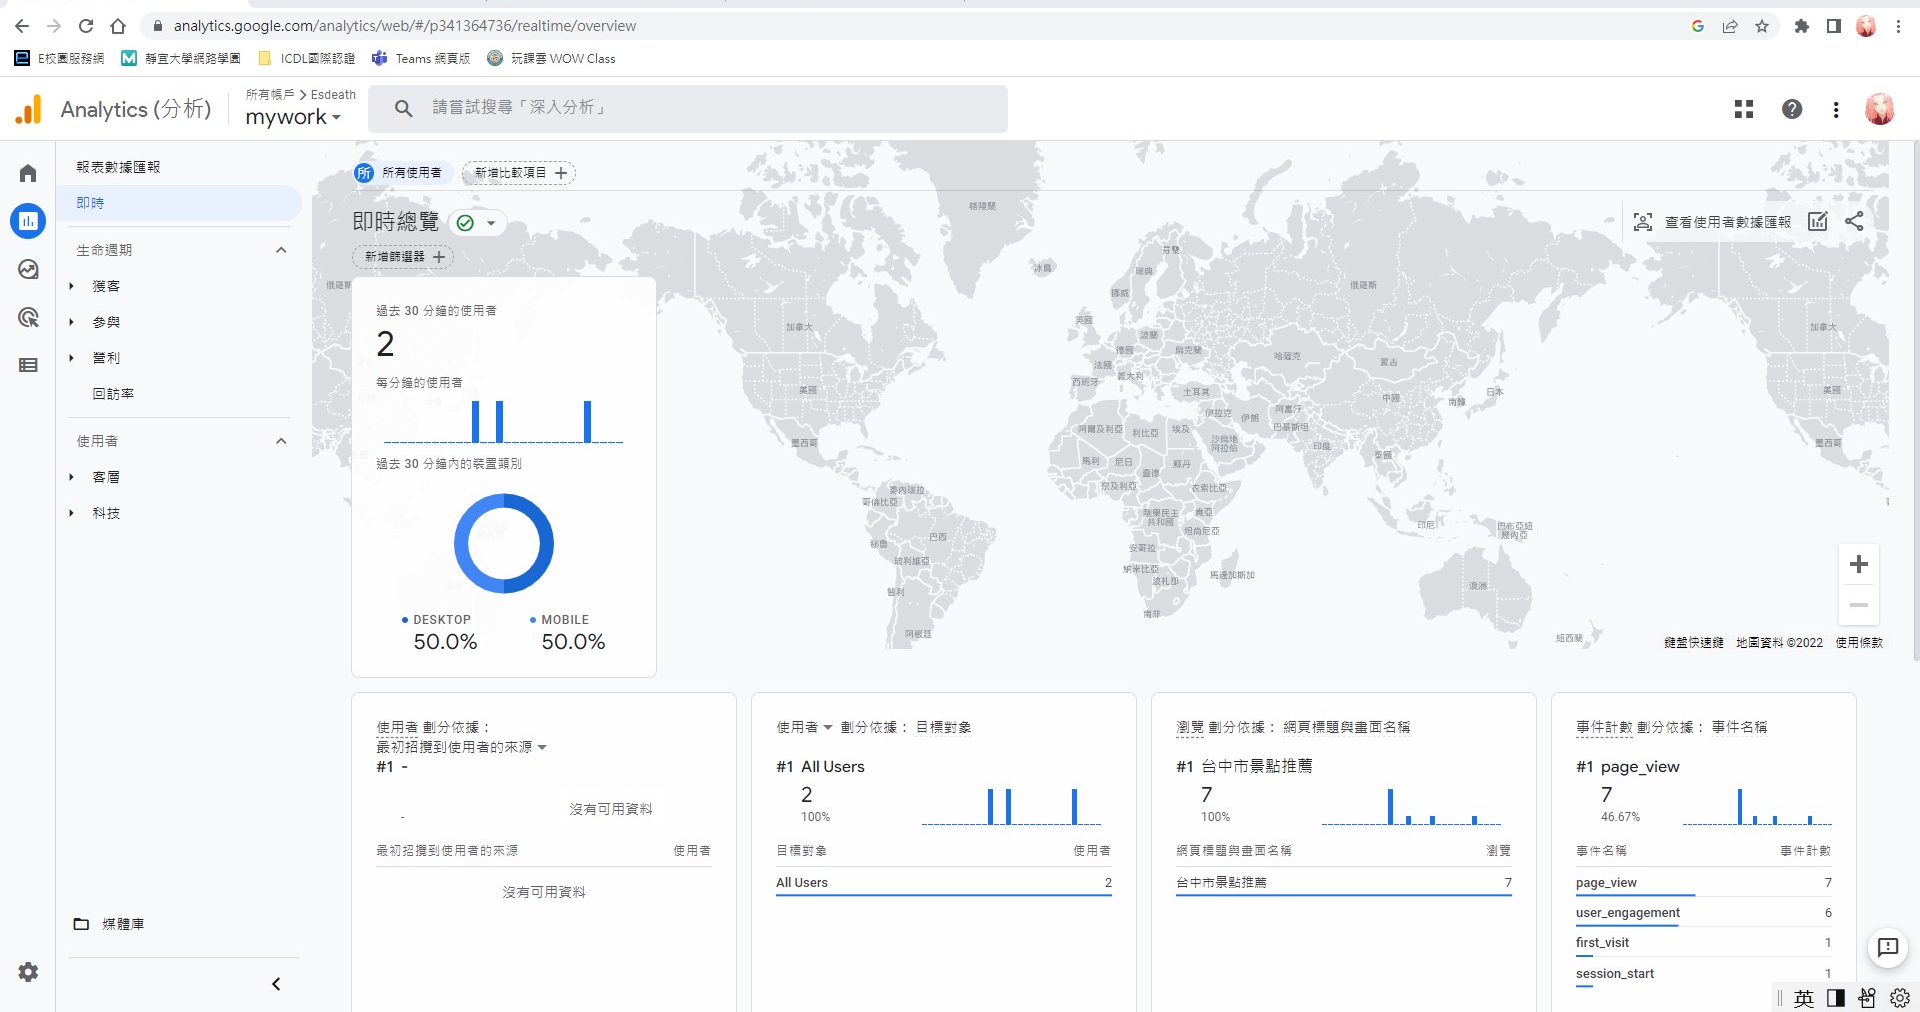 analytics.google.com/analytics/web/#/p341364736/realtime/overview
E校園服務網
靜宜大學網路學園
ICDL國際認證
Teams 網頁版
玩課雲 WOW Class
Analytics (分析)
所有帳戶 > Esdeath
mywork
請嘗試搜尋「深入分析」
報表數據匯報
即時
生命週期
獲客
參與
營利
回訪率
使用者
客層
科技
媒體庫
所 所有使用者
新增比較項目 +
即時總覽
新增篩選器 +
查看使用者數據匯報
過去 30 分鐘的使用者
2
每分鐘的使用者
過去 30 分鐘內的裝置類別
DESKTOP
50.0%
MOBILE
50.0%
格陵蘭
冰島
芬蘭
瑞典
挪威
俄羅斯
俄羅斯
加拿大
加拿大
英國
波蘭
德國
烏克蘭
法國
哈薩克
蒙古
義大利
西班牙
美國
美國
土耳其
日本
中國
南韓
伊拉克
伊朗
阿富汗
巴基斯坦
阿爾及利亞
利比亞
埃及
沙烏地
阿拉伯
印度
墨西哥
墨西哥
泰國
馬利
尼日
查德
蘇丹
奈及利亞
衣索比亞
委內瑞拉
哥倫比亞
剛果民主
共和國
肯亞
坦尚尼亞
印尼
巴布亞紐
幾內亞
秘魯
巴西
玻利維亞
安哥拉
納米比亞
波札那
馬達加斯加
智利
澳洲
南非
阿根廷
紐西蘭
鍵盤快速鍵
地圖資料 ©2022
使用條款
使用者 劃分依據：
最初招攬到使用者的來源
#1 -
-
沒有可用資料
最初招攬到使用者的來源
使用者
沒有可用資料
使用者 劃分依據： 目標對象
#1 All Users
2
100%
目標對象
使用者
All Users
2
瀏覽 劃分依據： 網頁標題與畫面名稱
#1 台中市景點推薦
7
100%
網頁標題與畫面名稱
瀏覽
台中市景點推薦
7
事件計數 劃分依據： 事件名稱
#1 page_view
7
46.67%
事件名稱
事件計數
page_view
7
user_engagement
6
first_visit
1
session_start
1
英